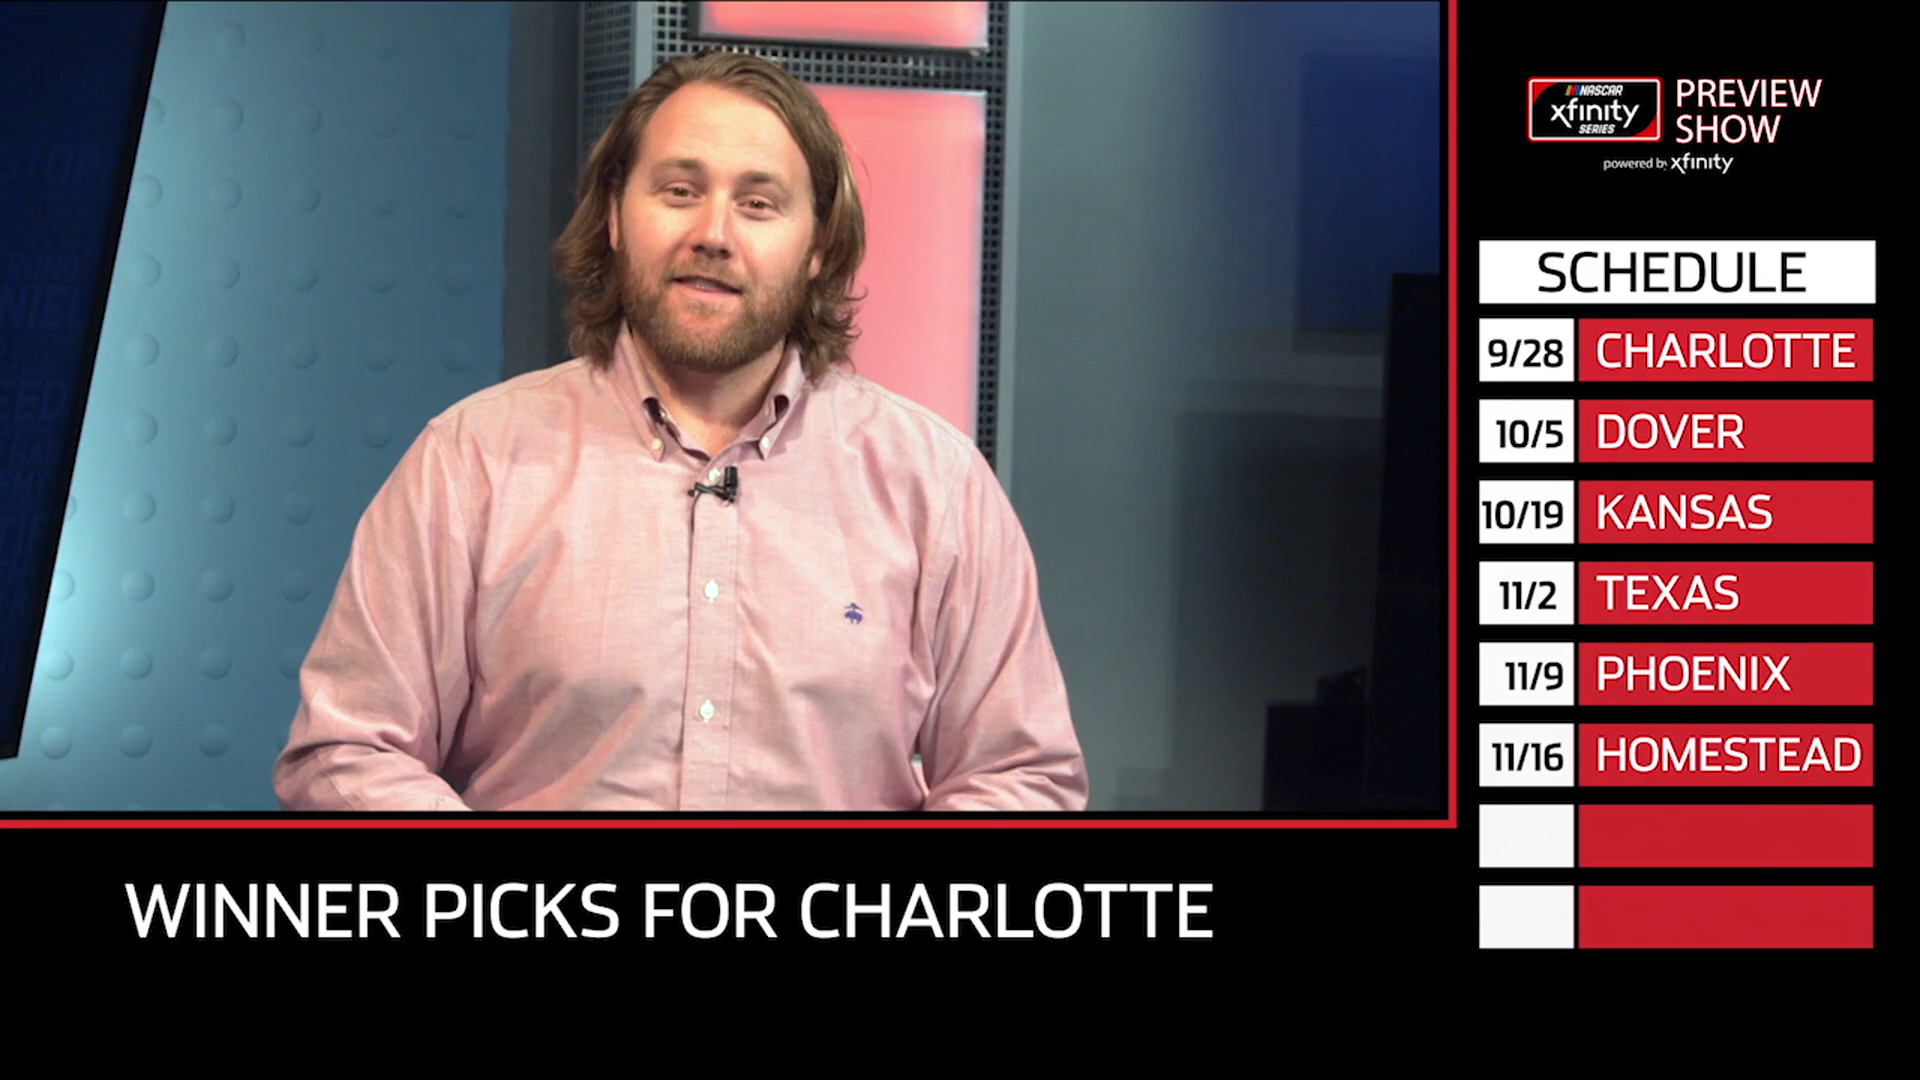 NASCAR
xfinity
SERIES
PREVIEW
SHOW
powered by xfinity
SCHEDULE
9/28 CHARLOTTE
10/5 DOVER
10/19 KANSAS
11/2 TEXAS
11/9 PHOENIX
11/16 HOMESTEAD
WINNER PICKS FOR CHARLOTTE